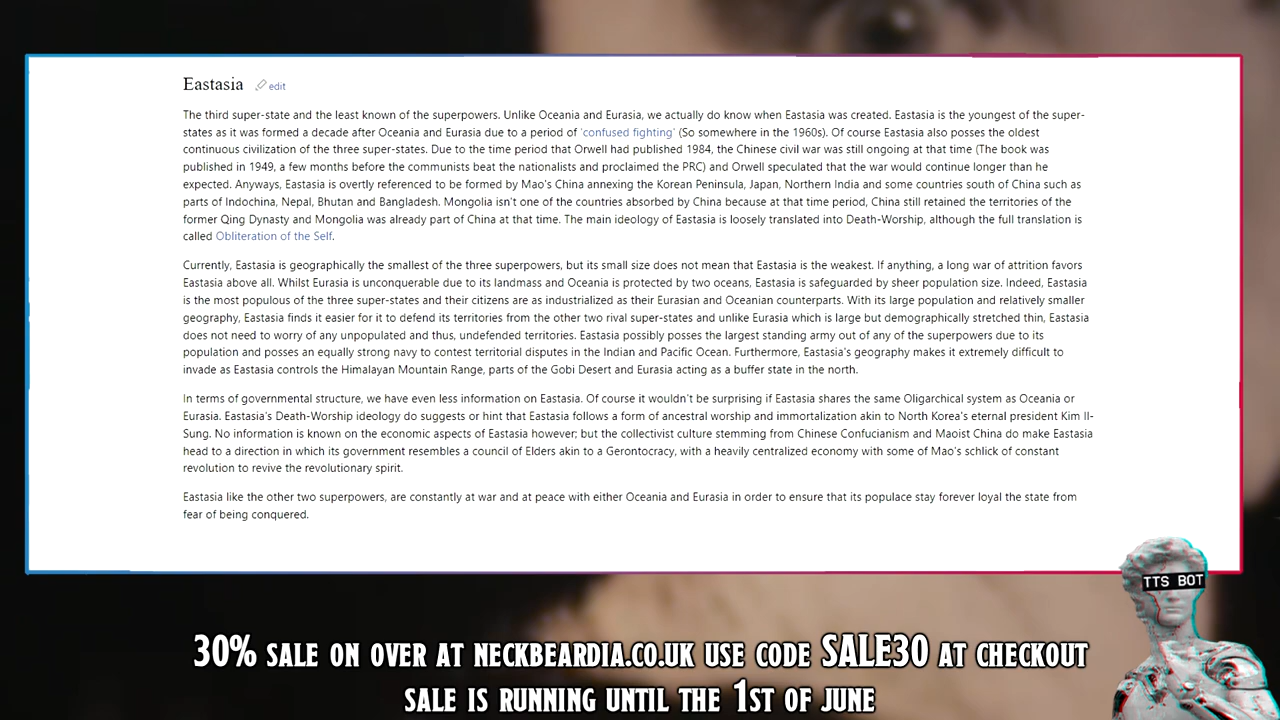 Eastasia edit
The third super-state and the least known of the superpowers. Unlike Oceania and Eurasia, we actually do know when Eastasia was created. Eastasia is the youngest of the super-
states as it was formed a decade after Oceania and Eurasia due to a period of 'confused fighting' (So somewhere in the 1960s). Of course Eastasia also posses the oldest
continuous civilization of the three super-states. Due to the time period that Orwell had published 1984, the Chinese civil war was still ongoing at that time (The book was
published in 1949, a few months before the communists beat the nationalists and proclaimed the PRC) and Orwell speculated that the war would continue longer than he
expected. Anyways, Eastasia is overtly referenced to be formed by Mao's China annexing the Korean Peninsula, Japan, Northern India and some countries south of China such as
parts of Indochina, Nepal, Bhutan and Bangladesh. Mongolia isn't one of the countries absorbed by China because at that time period, China still retained the territories of the
former Qing Dynasty and Mongolia was already part of China at that time. The main ideology of Eastasia is loosely translated into Death-Worship, although the full translation is
called Obliteration of the Self.
Currently, Eastasia is geographically the smallest of the three superpowers, but its small size does not mean that Eastasia is the weakest. If anything, a long war of attrition favors
Eastasia above all. Whilst Eurasia is unconquerable due to its landmass and Oceania is protected by two oceans, Eastasia is safeguarded by sheer population size. Indeed, Eastasia
is the most populous of the three super-states and their citizens are as industrialized as their Eurasian and Oceanian counterparts. With its large population and relatively smaller
geography, Eastasia finds it easier for it to defend its territories from the other two rival super-states and unlike Eurasia which is large but demographically stretched thin, Eastasia
does not need to worry of any unpopulated and thus, undefended territories. Eastasia possibly posses the largest standing army out of any of the superpowers due to its
population and posses an equally strong navy to contest territorial disputes in the Indian and Pacific Ocean. Furthermore, Eastasia's geography makes it extremely difficult to
invade as Eastasia controls the Himalayan Mountain Range, parts of the Gobi Desert and Eurasia acting as a buffer state in the north.
In terms of governmental structure, we have even less information on Eastasia. Of course it wouldn't be surprising if Eastasia shares the same Oligarchical system as Oceania or
Eurasia. Eastasia's Death-Worship ideology do suggests or hint that Eastasia follows a form of ancestral worship and immortalization akin to North Korea's eternal president Kim Il-
Sung. No information is known on the economic aspects of Eastasia however; but the collectivist culture stemming from Chinese Confucianism and Maoist China do make Eastasia
head to a direction in which its government resembles a council of Elders akin to a Gerontocracy, with a heavily centralized economy with some of Mao's schlick of constant
revolution to revive the revolutionary spirit.
Eastasia like the other two superpowers, are constantly at war and at peace with either Oceania and Eurasia in order to ensure that its populace stay forever loyal the state from
fear of being conquered.
TTS BOT
30% SALE ON OVER AT NECKBEARDIA.CO.UK USE CODE SALE30 AT CHECKOUT
SALE IS RUNNING UNTIL THE 1ST OF JUNE